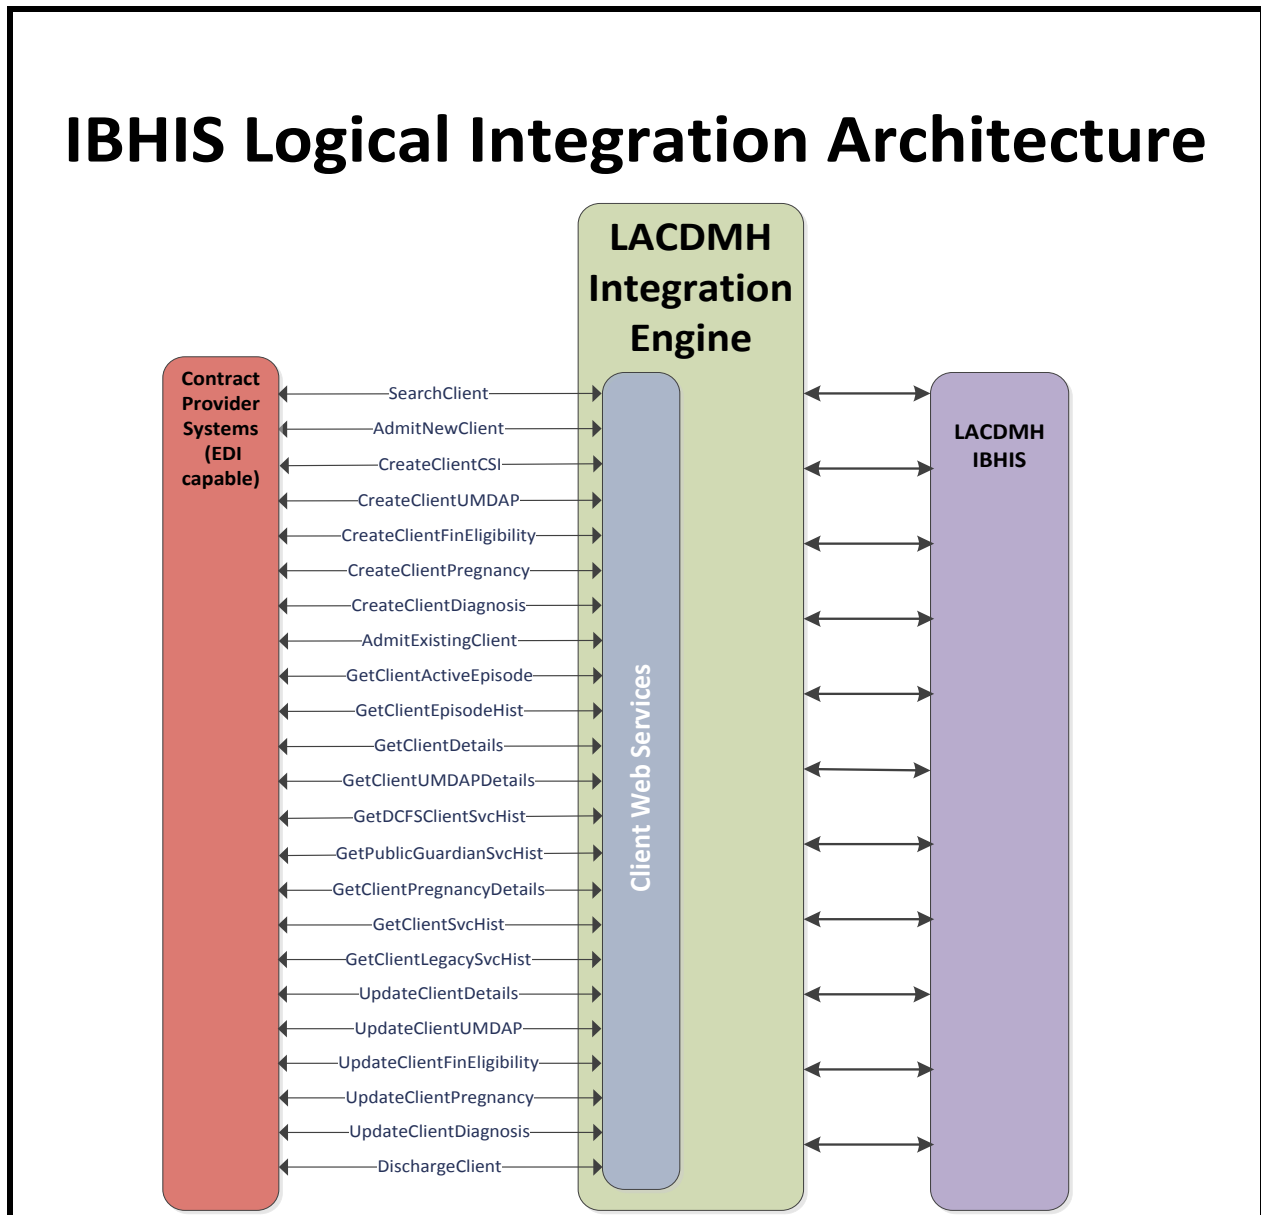 IBHIS Logical Integration Architecture
LACDMH
Integration
Engine
Contract
Provider
Systems
(EDI
capable)
SearchClient
AdmitNewClient
CreateClientCSI
CreateClientUMDAP
CreateClientFinEligibility
CreateClientPregnancy
CreateClientDiagnosis
AdmitExistingClient
GetClientActiveEpisode
GetClientEpisodeHist
GetClientDetails
GetClientUMDAPDetails
GetDCFSClientSvcHist
GetPublicGuardianSvcHist
GetClientPregnancyDetails
GetClientSvcHist
GetClientLegacySvcHist
UpdateClientDetails
UpdateClientUMDAP
UpdateClientFinEligibility
UpdateClientPregnancy
UpdateClientDiagnosis
DischargeClient
Client Web Services
LACDMH
IBHIS